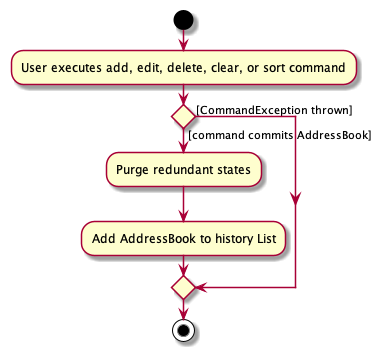 User executes add, edit, delete, clear, or sort command
[CommandException thrown]
[command commits AddressBook]
Purge redundant states
Add AddressBook to history List